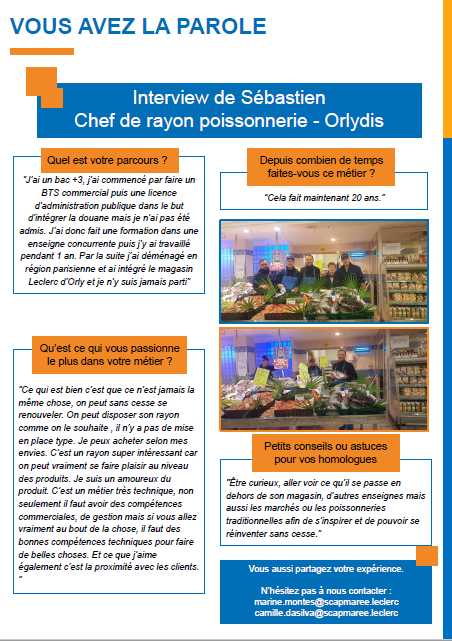 VOUS AVEZ LA PAROLE
Interview de Sébastien
Chef de rayon poissonnerie - Orlydis
Quel est votre parcours ?
"J'ai un bac +3, j'ai commencé par faire un
BTS commercial puis une licence
d'administration publique dans le but
d'intégrer la douane mais je n'ai pas été
admis. J'ai donc fait une formation dans une
enseigne concurrente puis j'y ai travaillé
pendant 1 an. Par la suite j'ai déménagé en
région parisienne et ai intégré le magasin
Leclerc d'Orly et je n'y suis jamais parti"
Depuis combien de temps
faites-vous ce métier ?
"Cela fait maintenant 20 ans."
Qu'est ce qui vous passionne
le plus dans votre métier ?
"Ce qui est bien c'est que ce n'est jamais la
même chose, on peut sans cesse se
renouveler. On peut disposer son rayon
comme on le souhaite , il n'y a pas de mise
en place type. Je peux acheter selon mes
envies. C'est un rayon super intéressant car
on peut vraiment se faire plaisir au niveau
des produits. Je suis un amoureux du
produit. C'est un métier très technique, non
seulement il faut avoir des compétences
commerciales, de gestion mais si vous allez
vraiment au bout de la chose, il faut des
bonnes compétences techniques pour faire
de belles choses. Et ce que j'aime
également c'est la proximité avec les clients.
"
Petits conseils ou astuces
pour vos homologues
"Être curieux, aller voir ce qu'il se passe en
dehors de son magasin, d'autres enseignes mais
aussi les marchés ou les poissonneries
traditionnelles afin de s'inspirer et de pouvoir se
réinventer sans cesse."
Vous aussi partagez votre expérience.
N'hésitez pas à nous contacter :
marine.montes@scapmaree.leclerc
camille.dasilva@scapmaree.leclerc